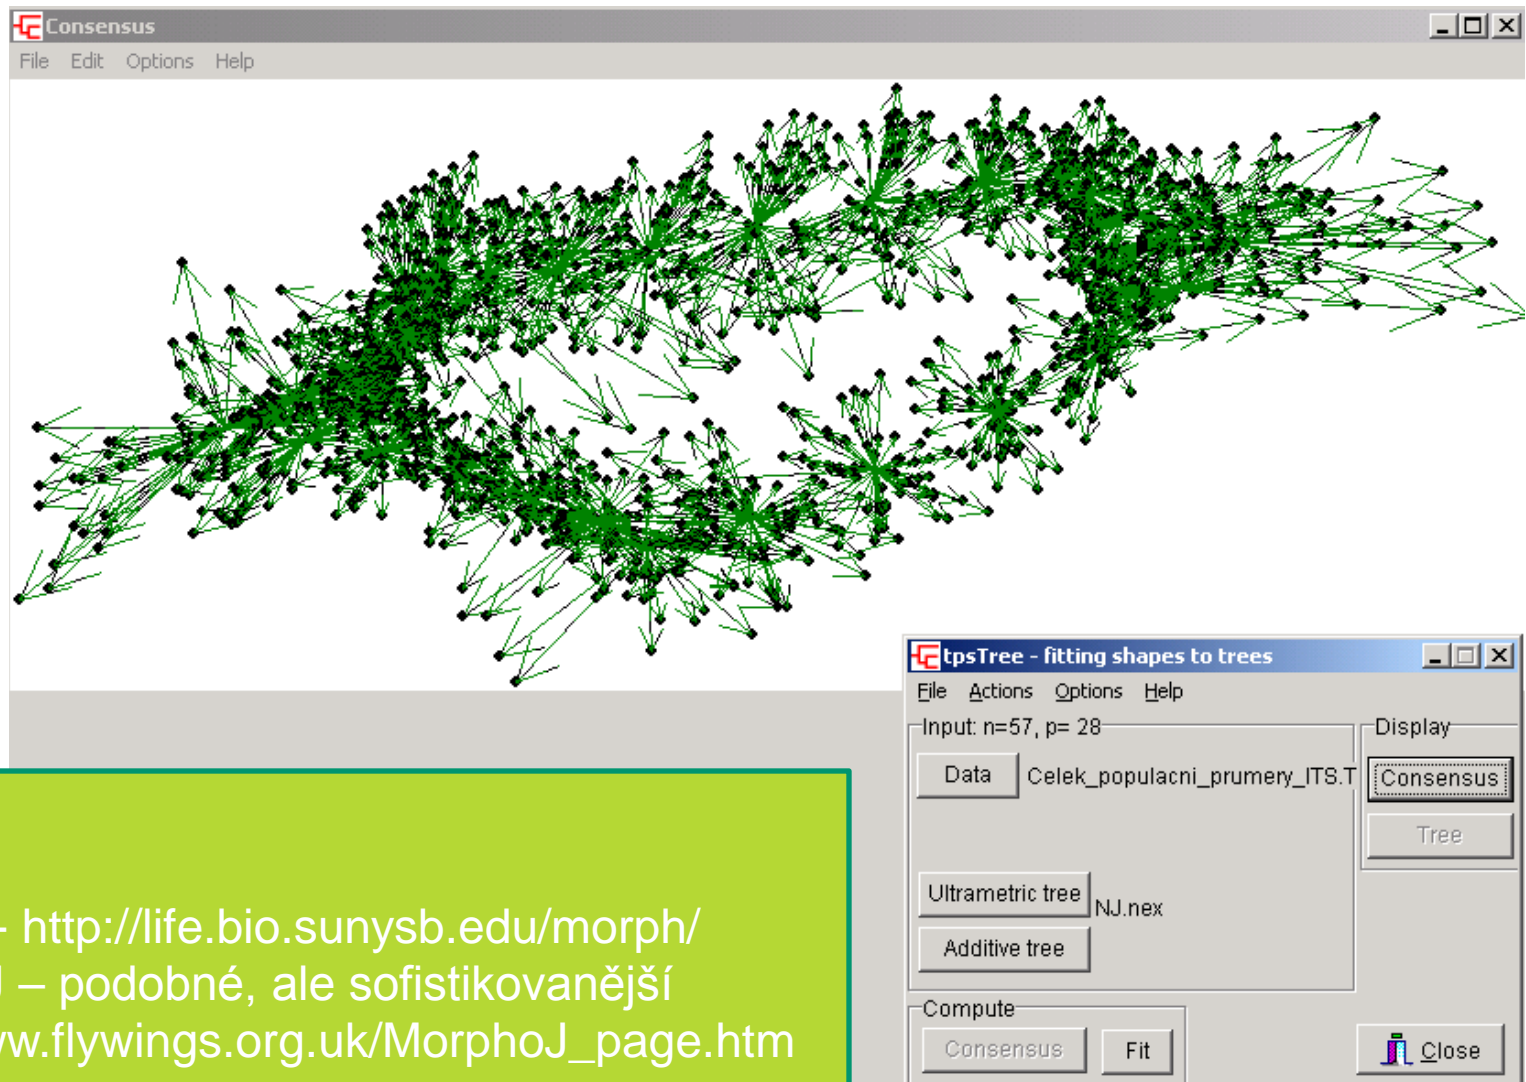 Consensus
File Edit Options Help
tpsTree - fitting shapes to trees
File Actions Options Help
Input: n=57, p= 28
Display
Data Celek_populacni_prumery_ITS.T
Consensus
Tree
Ultrametric tree NJ.nex
Additive tree
Compute
Consensus Fit
Close
- http://life.bio.sunysb.edu/morph/
– podobné, ale sofistikovanější
ww.flywings.org.uk/MorphoJ_page.htm